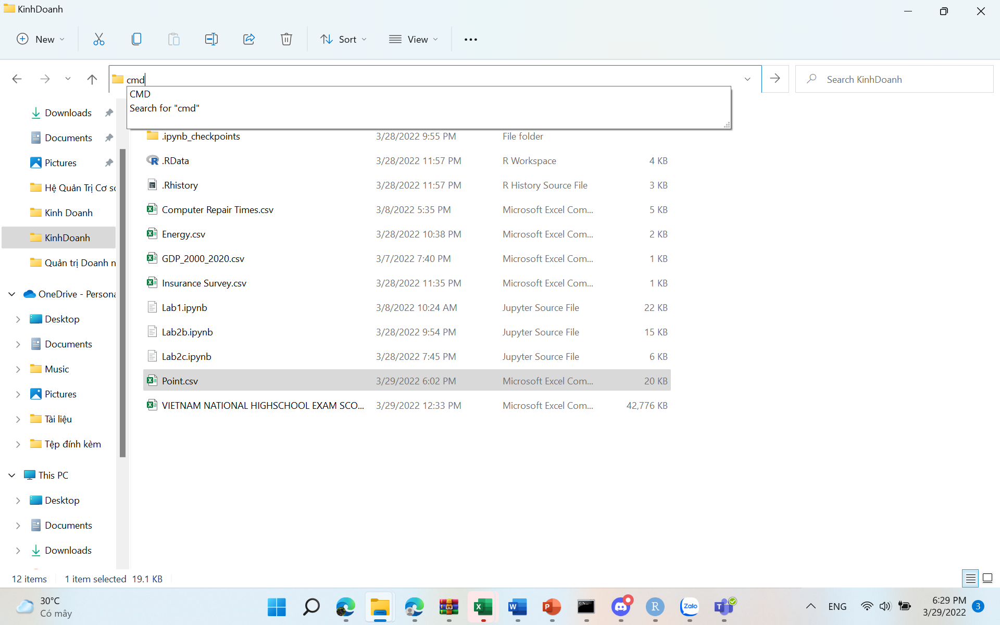 KinhDoanh
New
Sort
View
cmd
Search KinhDoanh
CMD
Search for "cmd"
Downloads
Documents
Pictures
Hệ Quản Trị Cơ sơ
Kinh Doanh
KinhDoanh
Quản trị Doanh n
OneDrive - Persona
Desktop
Documents
Music
Pictures
Tài liệu
Tệp đính kèm
This PC
Desktop
Documents
Downloads
.ipynb_checkpoints 3/28/2022 9:55 PM File folder
.RData 3/28/2022 11:57 PM R Workspace 4 KB
.Rhistory 3/28/2022 11:57 PM R History Source File 3 KB
Computer Repair Times.csv 3/8/2022 5:35 PM Microsoft Excel Com... 5 KB
Energy.csv 3/28/2022 10:38 PM Microsoft Excel Com... 2 KB
GDP_2000_2020.csv 3/7/2022 7:40 PM Microsoft Excel Com... 1 KB
Insurance Survey.csv 3/28/2022 11:35 PM Microsoft Excel Com... 1 KB
Lab1.ipynb 3/8/2022 10:24 AM Jupyter Source File 22 KB
Lab2b.ipynb 3/28/2022 9:54 PM Jupyter Source File 15 KB
Lab2c.ipynb 3/28/2022 7:45 PM Jupyter Source File 6 KB
Point.csv 3/29/2022 6:02 PM Microsoft Excel Com... 20 KB
VIETNAM NATIONAL HIGHSCHOOL EXAM SCO... 3/29/2022 12:33 PM Microsoft Excel Com... 42,776 KB
12 items 1 item selected 19.1 KB
30°C
Có mây
Zalo
ENG
6:29 PM
3/29/2022
3